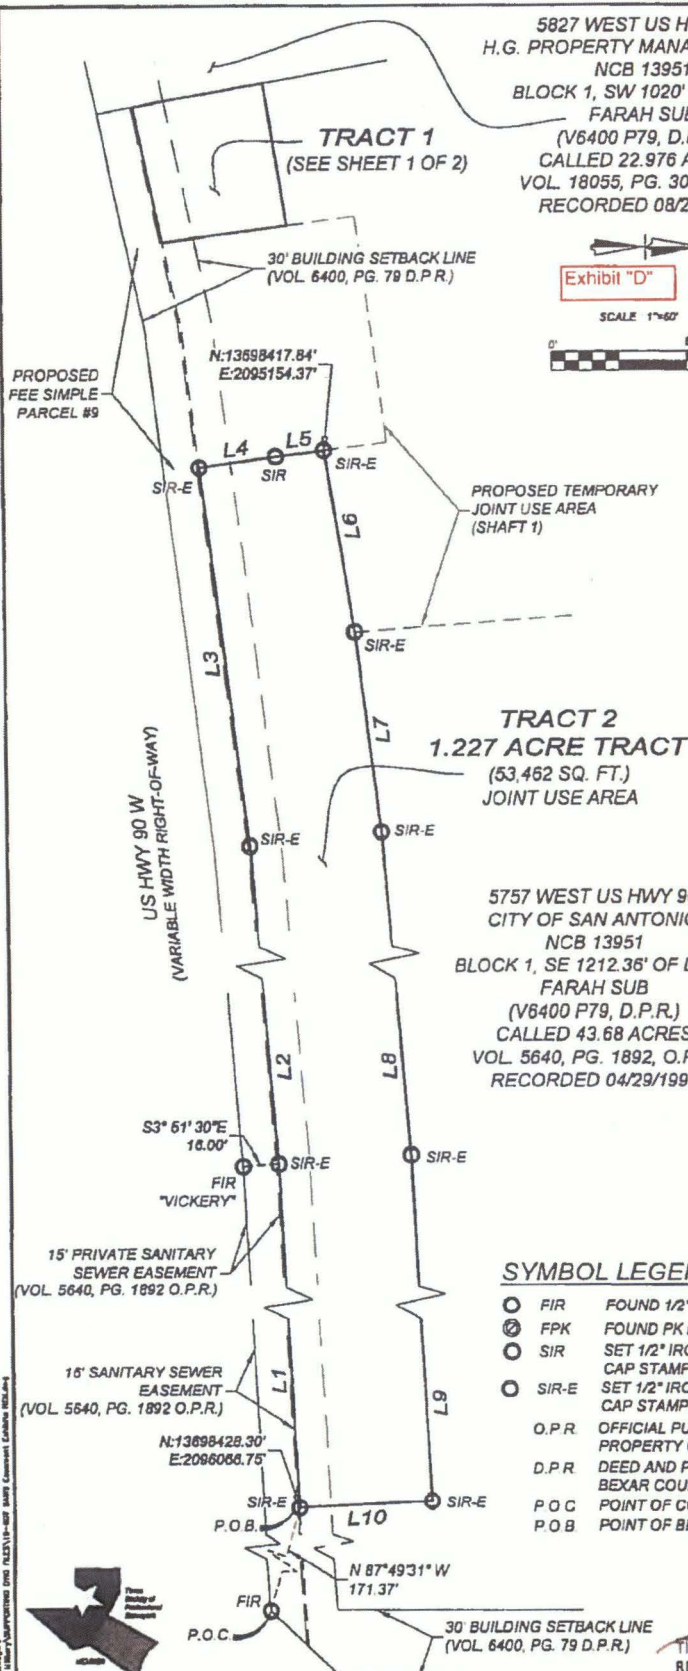 5827 WEST US H
H.G. PROPERTY MANA
NCB 13951
BLOCK 1, SW 1020'
FARAH SUB
(V6400 P79, D.
CALLED 22.976 A
VOL. 18055, PG. 30
RECORDED 08/2
TRACT 1
(SEE SHEET 1 OF 2)
30' BUILDING SETBACK LINE
(VOL. 6400, PG. 79 D.P.R.)
Exhibit "D"
SCALE 1"=60'
0'
PROPOSED
FEE SIMPLE
PARCEL #9
N:13698417.84'
E:2095154.37'
L4
L5
SIR-E
SIR
SIR-E
PROPOSED TEMPORARY
JOINT USE AREA
(SHAFT 1)
L6
SIR-E
L3
L7
TRACT 2
1.227 ACRE TRACT
(53,462 SQ. FT.)
JOINT USE AREA
US HWY 90 W
(VARIABLE WIDTH RIGHT-OF-WAY)
SIR-E
SIR-E
5757 WEST US HWY 9
CITY OF SAN ANTONIO
NCB 13951
BLOCK 1, SE 1212.36' OF
FARAH SUB
(V6400 P79, D.P.R.)
CALLED 43.68 ACRES
VOL. 5640, PG. 1892, O.P
RECORDED 04/29/199
L2
L8
S3° 51' 30"E
16.00'
SIR-E
SIR-E
FIR
"VICKERY"
15' PRIVATE SANITARY
SEWER EASEMENT
(VOL. 5640, PG. 1892 O.P.R.)
SYMBOL LEGE
FIR FOUND 1/2"
FPK FOUND PK
SIR SET 1/2" IRO
CAP STAMP
SIR-E SET 1/2" IRO
CAP STAMP
O.P.R. OFFICIAL PU
PROPERTY
D.P.R. DEED AND P
BEXAR COU
P.O.C. POINT OF C
P.O.B. POINT OF BE
16' SANITARY SEWER
EASEMENT
(VOL. 5640, PG. 1892 O.P.R.)
L1
L9
N:13698428.30'
E:2096066.75'
SIR-E
SIR-E
P.O.B.
L10
N 87°49'31" W
171.37'
FIR
P.O.C.
30' BUILDING SETBACK LINE
(VOL. 6400, PG. 79 D.P.R.)
Texas
Society of
Professional
Surveyors
MEMBER